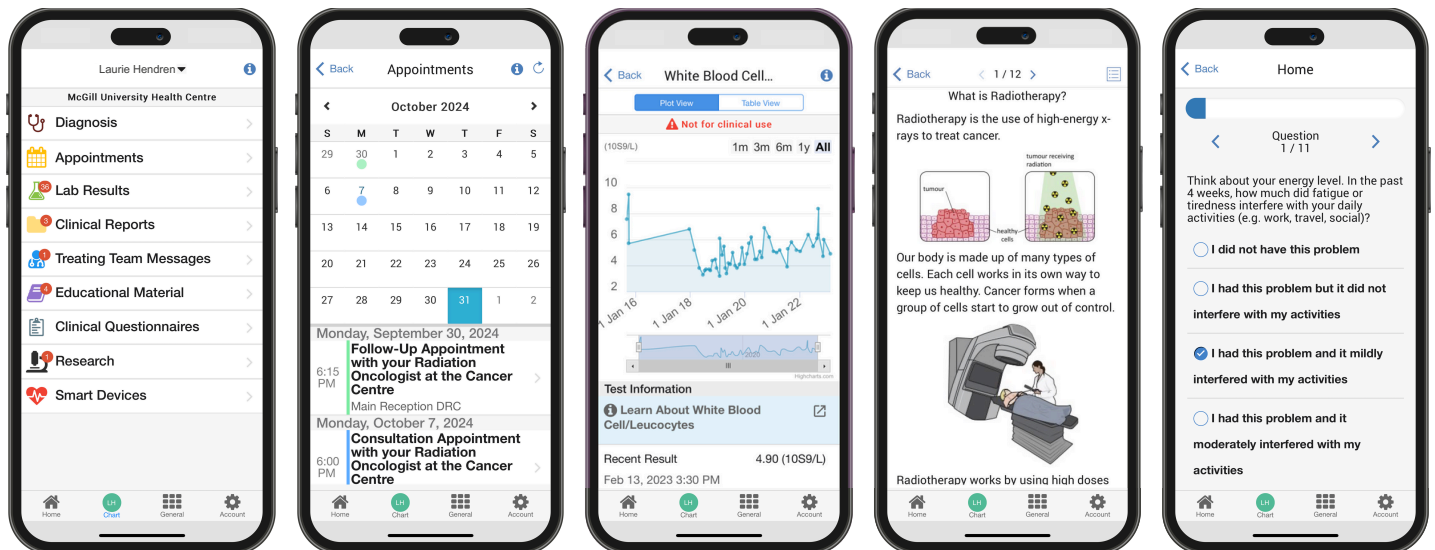 Laurie Hendren
McGill University Health Centre
Diagnosis
Appointments
36
Lab Results
3
Clinical Reports
1
Treating Team Messages
4
Educational Material
Clinical Questionnaires
1
Research
Smart Devices
Home
LH
Chart
General
Account
Back
Appointments
October 2024
S M T W T F S
29 30 1 2 3 4 5
6 7 8 9 10 11 12
13 14 15 16 17 18 19
20 21 22 23 24 25 26
27 28 29 30 31 1 2
Monday, September 30, 2024
6:15
PM
Follow-Up Appointment
with your Radiation
Oncologist at the Cancer
Centre
Main Reception DRC
Monday, October 7, 2024
6:00
PM
Consultation Appointment
with your Radiation
Oncologist at the Cancer
Centre
Home
LH
Chart
General
Account
Back
White Blood Cell...
Plot View
Table View
Not for clinical use
(10S9/L)
1m 3m 6m 1y All
10
8
6
4
2
1 Jan 16
1 Jan 18
1 Jan 20
1 Jan 22
2020
Highcharts.com
Test Information
Learn About White Blood
Cell/Leucocytes
Recent Result 4.90 (10S9/L)
Feb 13, 2023 3:30 PM
Home
LH
Chart
General
Account
Back
1 / 12
What is Radiotherapy?
Radiotherapy is the use of high-energy x-
rays to treat cancer.
tumour
tumour receiving
radiation
healthy
cells
Our body is made up of many types of
cells. Each cell works in its own way to
keep us healthy. Cancer forms when a
group of cells start to grow out of control.
Radiotherapy works by using high doses
Home
LH
Chart
General
Account
Back
Home
Question
1 / 11
Think about your energy level. In the past
4 weeks, how much did fatigue or
tiredness interfere with your daily
activities (e.g. work, travel, social)?
I did not have this problem
I had this problem but it did not
interfere with my activities
I had this problem and it mildly
interfered with my activities
I had this problem and it
moderately interfered with my
activities
Home
LH
Chart
General
Account